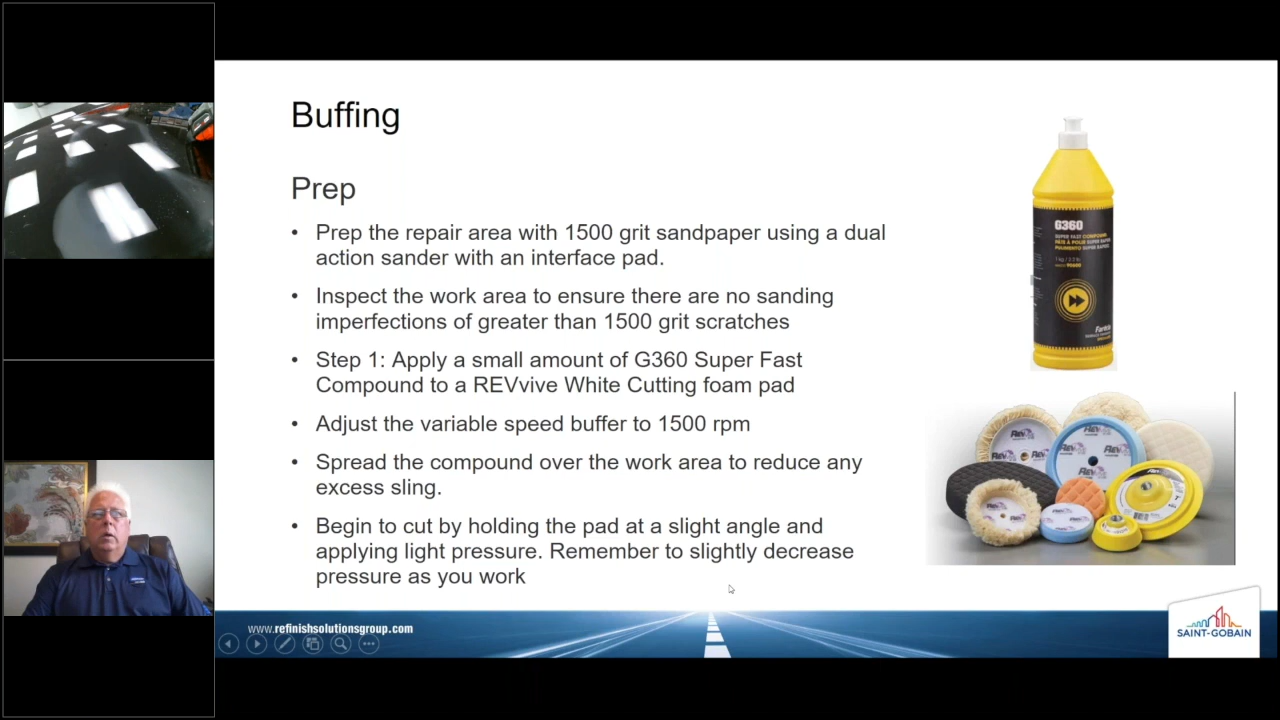 Buffing
Prep
• Prep the repair area with 1500 grit sandpaper using a dual
action sander with an interface pad.
• Inspect the work area to ensure there are no sanding
imperfections of greater than 1500 grit scratches
• Step 1: Apply a small amount of G360 Super Fast
Compound to a REVvive White Cutting foam pad
• Adjust the variable speed buffer to 1500 rpm
• Spread the compound over the work area to reduce any
excess sling.
• Begin to cut by holding the pad at a slight angle and
applying light pressure. Remember to slightly decrease
pressure as you work
G360
SUPER FAST COMPOUND
www.refinishsolutionsgroup.com
SAINT-GOBAIN